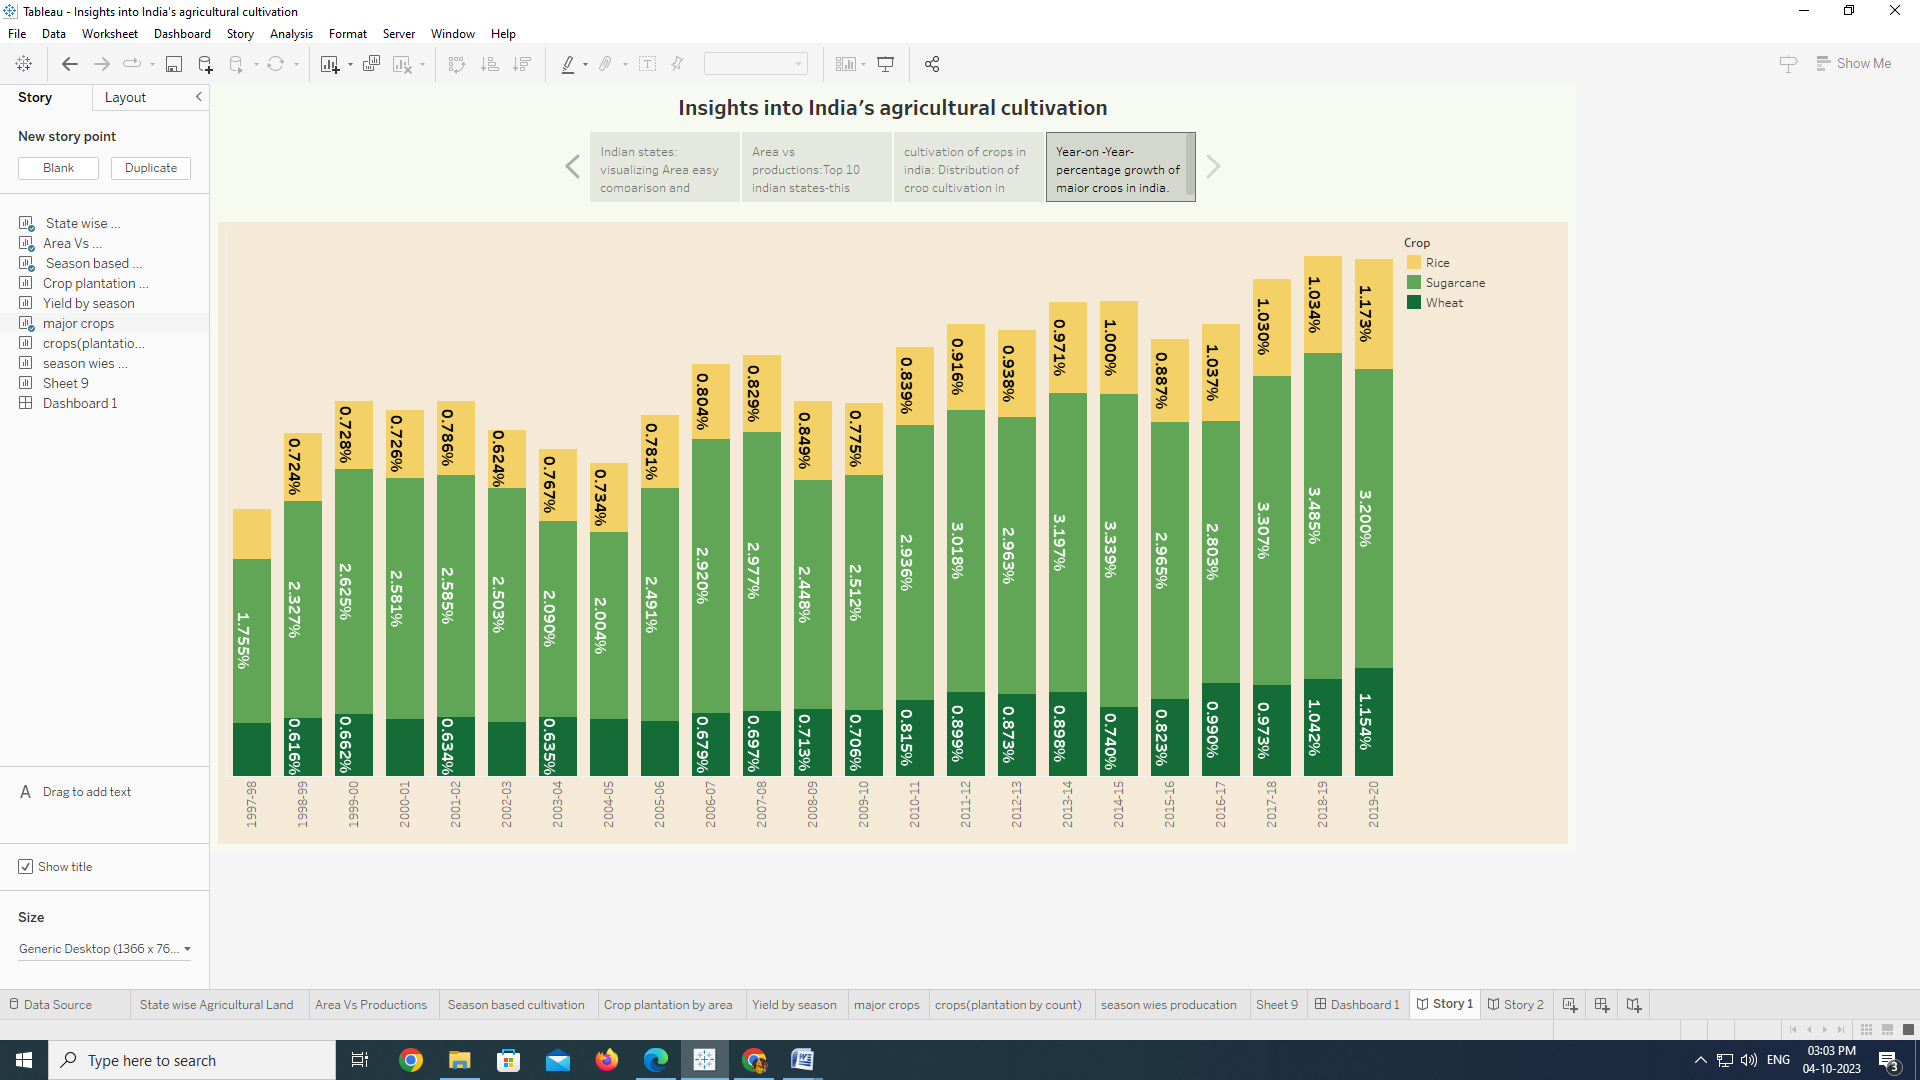 Tableau - Insights into India's agricultural cultivation
File Data Worksheet Dashboard Story Analysis Format Server Window Help
Show Me
Story Layout
New story point
Blank Duplicate
State wise ...
Area Vs ...
Season based ...
Crop plantation ...
Yield by season
major crops
crops(plantatio...
season wies ...
Sheet 9
Dashboard 1
A Drag to add text
Show title
Size
Generic Desktop (1366 x 76...
Insights into India's agricultural cultivation
Indian states:
visualizing Area easy
comparison and
Area vs
productions:Top 10
indian states-this
cultivation of crops in
india: Distribution of
crop cultivation in
Year-on -Year-
percentage growth of
major crops in india.
Crop
Rice
Sugarcane
Wheat
0.724% 0.728% 0.726% 0.786% 0.624% 0.767% 0.734% 0.781% 0.804% 0.829% 0.849% 0.775% 0.839% 0.916% 0.938% 0.971% 1.000% 0.887% 1.037% 1.030% 1.034% 1.173%
1.755% 2.327% 2.625% 2.581% 2.585% 2.503% 2.090% 2.004% 2.491% 2.920% 2.977% 2.448% 2.512% 2.936% 3.018% 2.963% 3.197% 3.339% 2.965% 2.803% 3.307% 3.485% 3.200%
0.616% 0.662% 0.634% 0.635% 0.679% 0.697% 0.713% 0.706% 0.815% 0.899% 0.873% 0.898% 0.740% 0.823% 0.990% 0.973% 1.042% 1.154%
1997-98 1998-99 1999-00 2000-01 2001-02 2002-03 2003-04 2004-05 2005-06 2006-07 2007-08 2008-09 2009-10 2010-11 2011-12 2012-13 2013-14 2014-15 2015-16 2016-17 2017-18 2018-19 2019-20
Data Source State wise Agricultural Land Area Vs Productions Season based cultivation Crop plantation by area Yield by season major crops crops(plantation by count) season wies producation Sheet 9 Dashboard 1 Story 1 Story 2
Type here to search
ENG
03:03 PM
04-10-2023
3